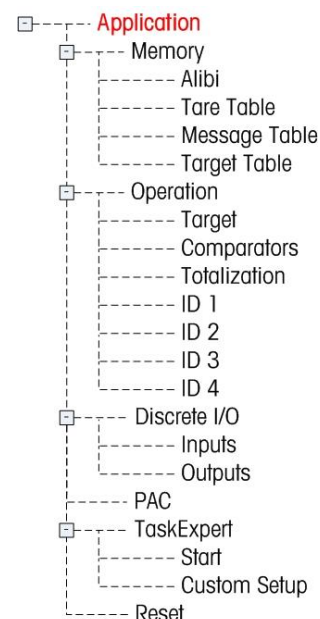 Application
Memory
Alibi
Tare Table
Message Table
Target Table
Operation
Target
Comparators
Totalization
ID 1
ID 2
ID 3
ID 4
Discrete I/O
Inputs
Outputs
PAC
TaskExpert
Start
Custom Setup
Reset